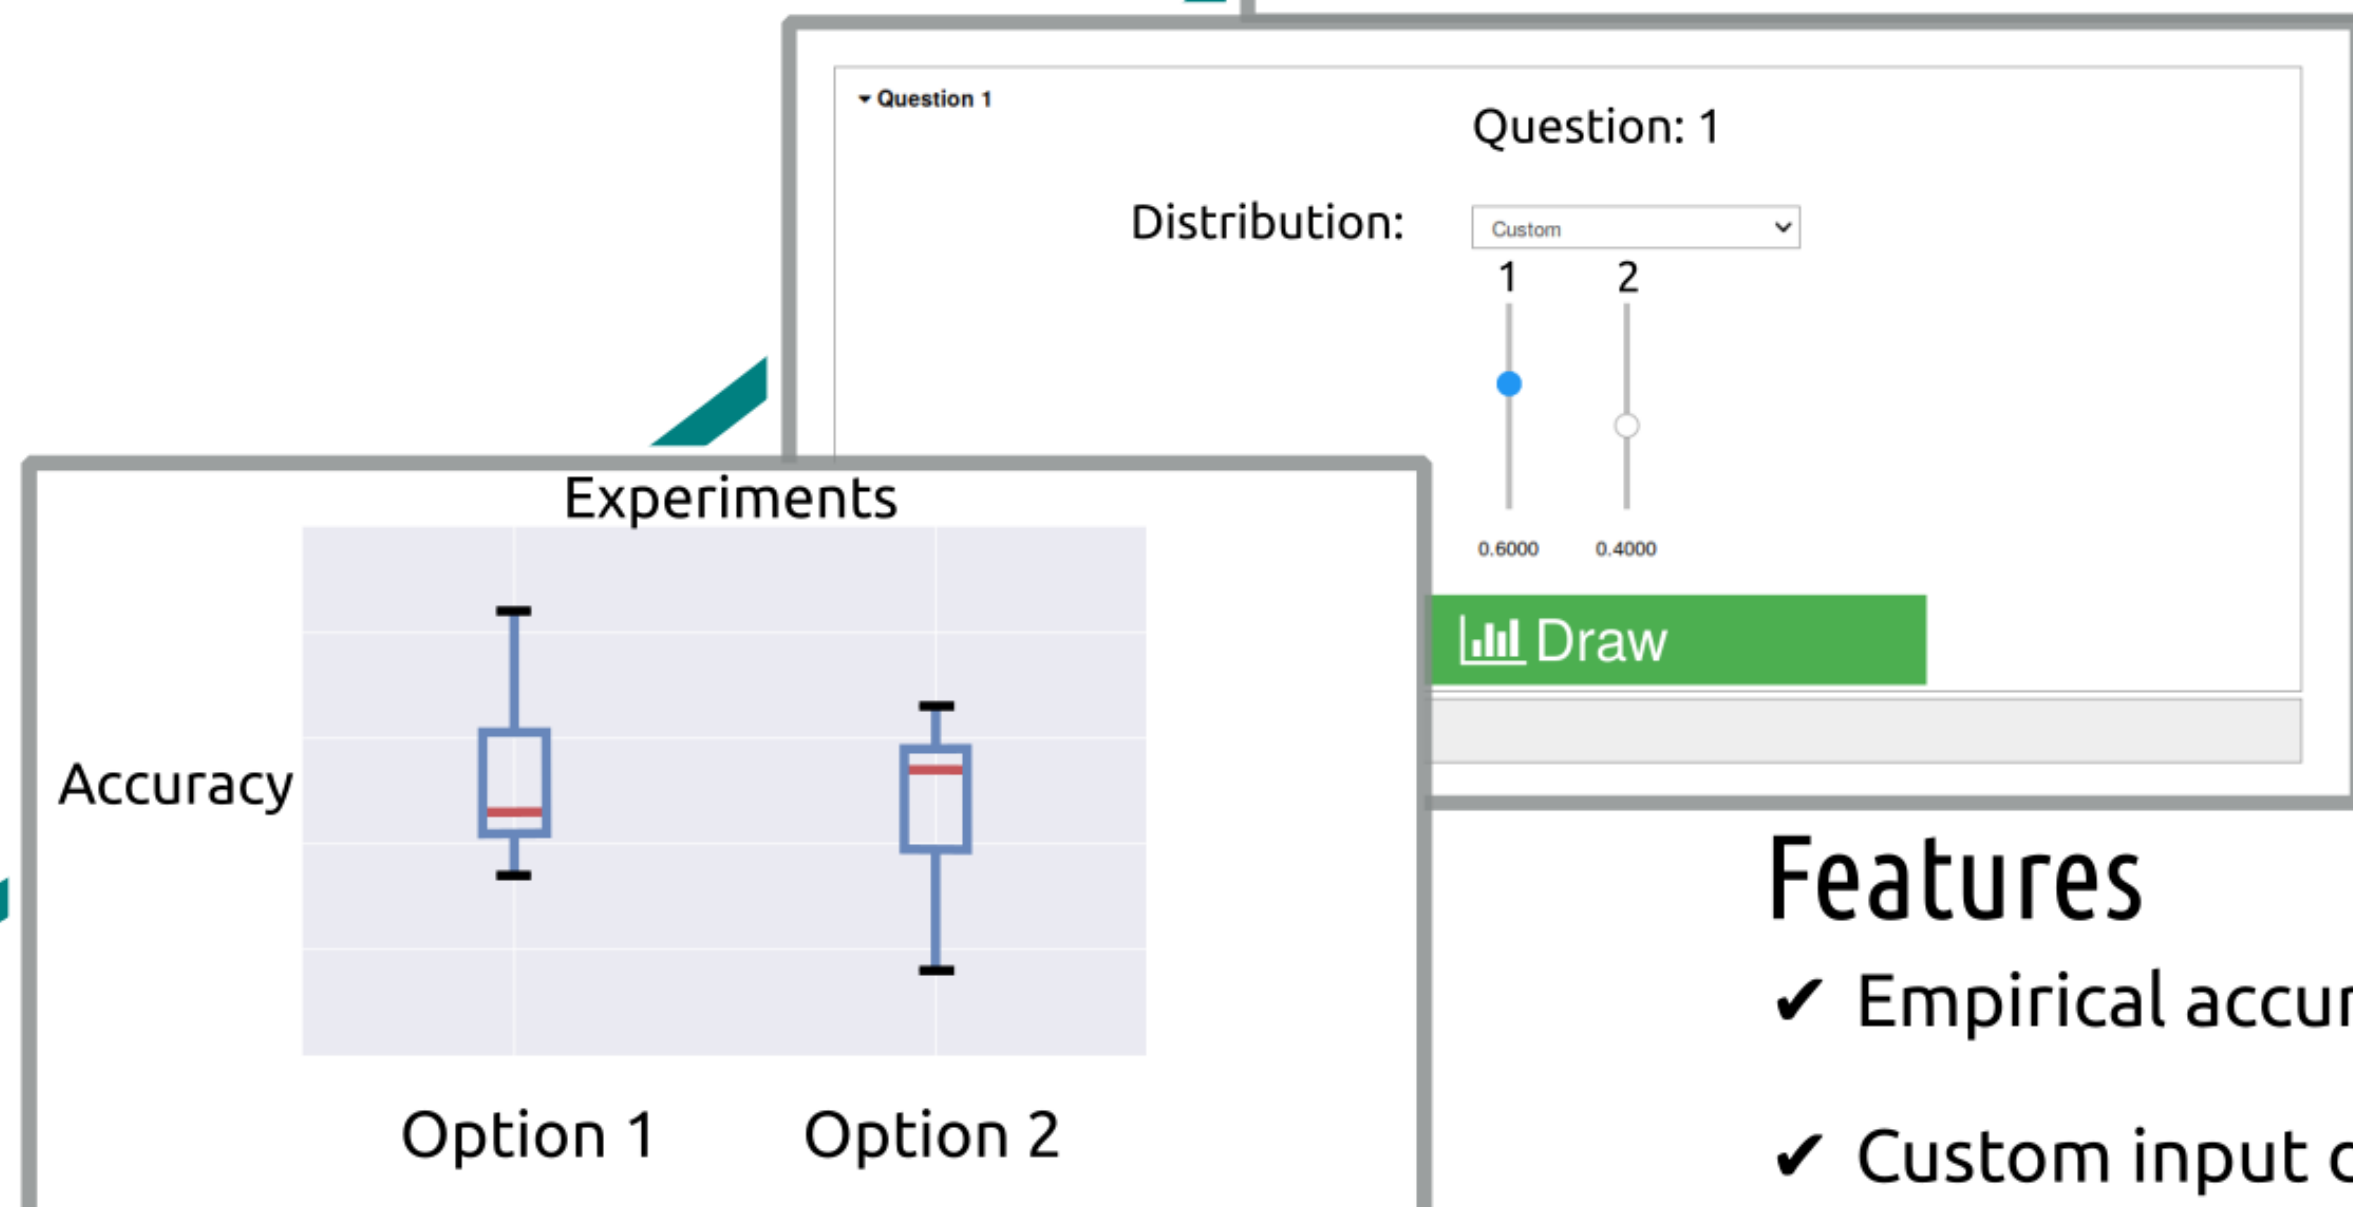 Question 1
Question: 1
Distribution:
Custom
1 2
0.6000 0.4000
Draw
Experiments
Accuracy
Option 1 Option 2
Features
✔ Empirical
✔ Custom input